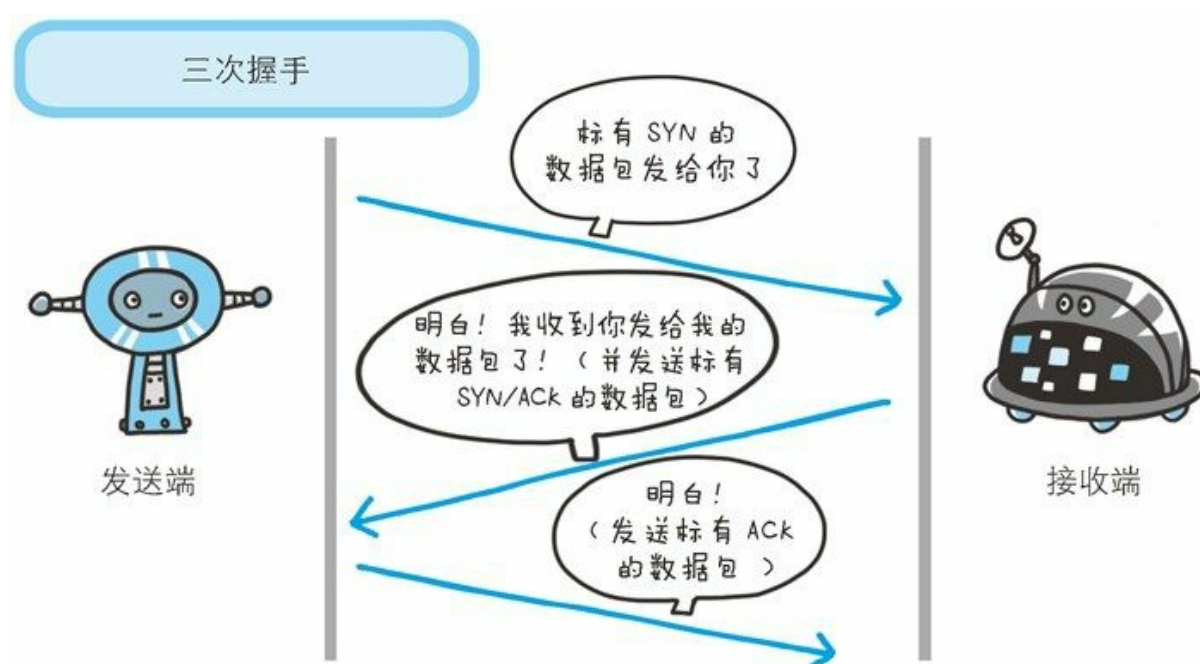 三次握手
标有 SYN 的
数据包发给你了
明白！我收到你发给我的
数据包了！（并发送标有
SYN/ACK 的数据包）
发送端
接收端
明白！
（发送标有 ACK
的数据包）